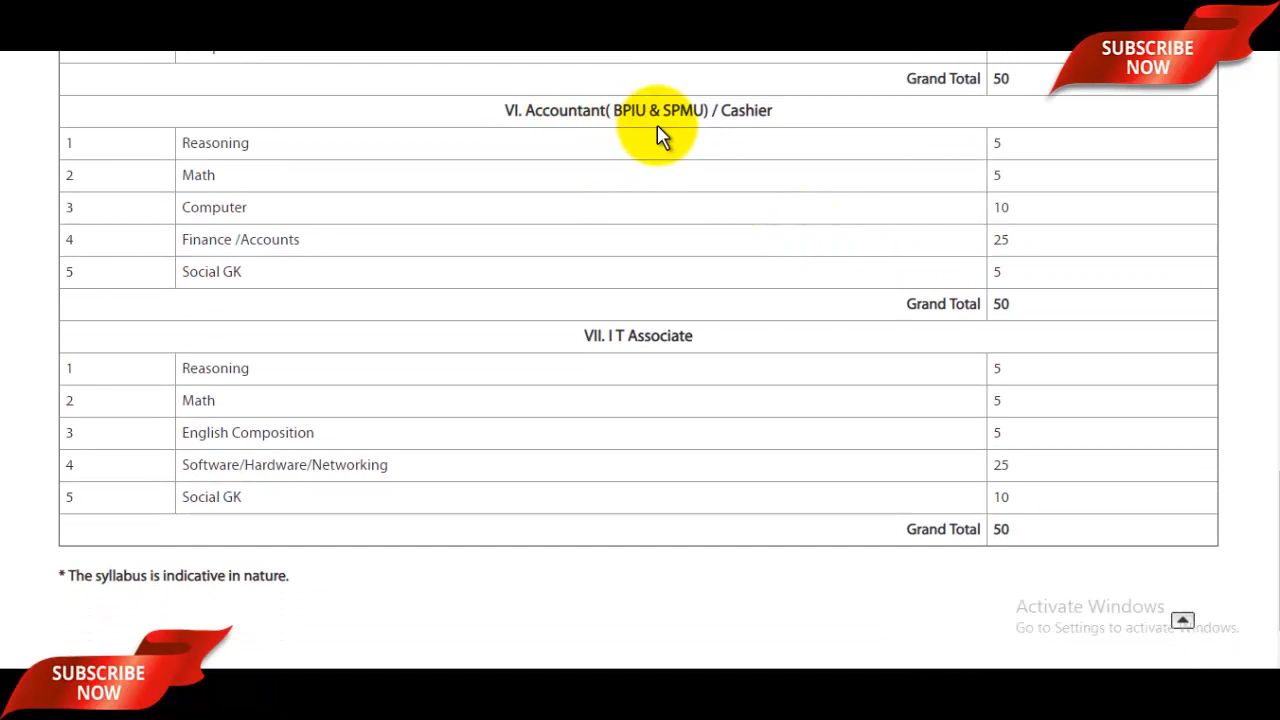 SUBSCRIBE
NOW
Grand Total 50
VI. Accountant( BPIU & SPMU) / Cashier
1 Reasoning 5
2 Math 5
3 Computer 10
4 Finance /Accounts 25
5 Social GK 5
Grand Total 50
VII. I T Associate
1 Reasoning 5
2 Math 5
3 English Composition 5
4 Software/Hardware/Networking 25
5 Social GK 10
Grand Total 50
* The syllabus is indicative in nature.
Activate Windows
Go to Settings to activate Windows.
SUBSCRIBE
NOW